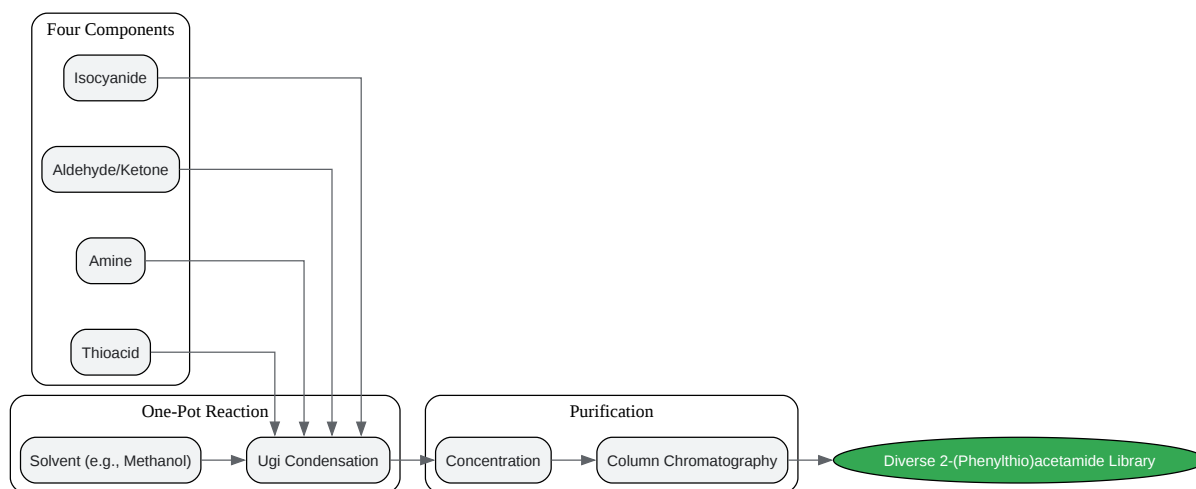 Four Components
Isocyanide
Aldehyde/Ketone
Amine
Thioacid
One-Pot Reaction
Solvent (e.g., Methanol)
Ugi Condensation
Purification
Concentration
Column Chromatography
Diverse 2-(Phenylthio)acetamide Library